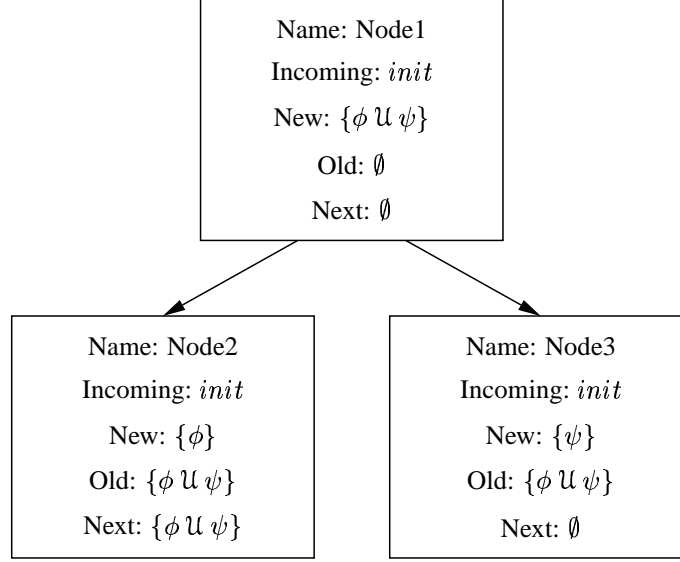 Name: Node1
Incoming: init
New: {ϕ U ψ}
Old: ∅
Next: ∅
Name: Node2
Incoming: init
New: {ϕ}
Old: {ϕ U ψ}
Next: {ϕ U ψ}
Name: Node3
Incoming: init
New: {ψ}
Old: {ϕ U ψ}
Next: ∅